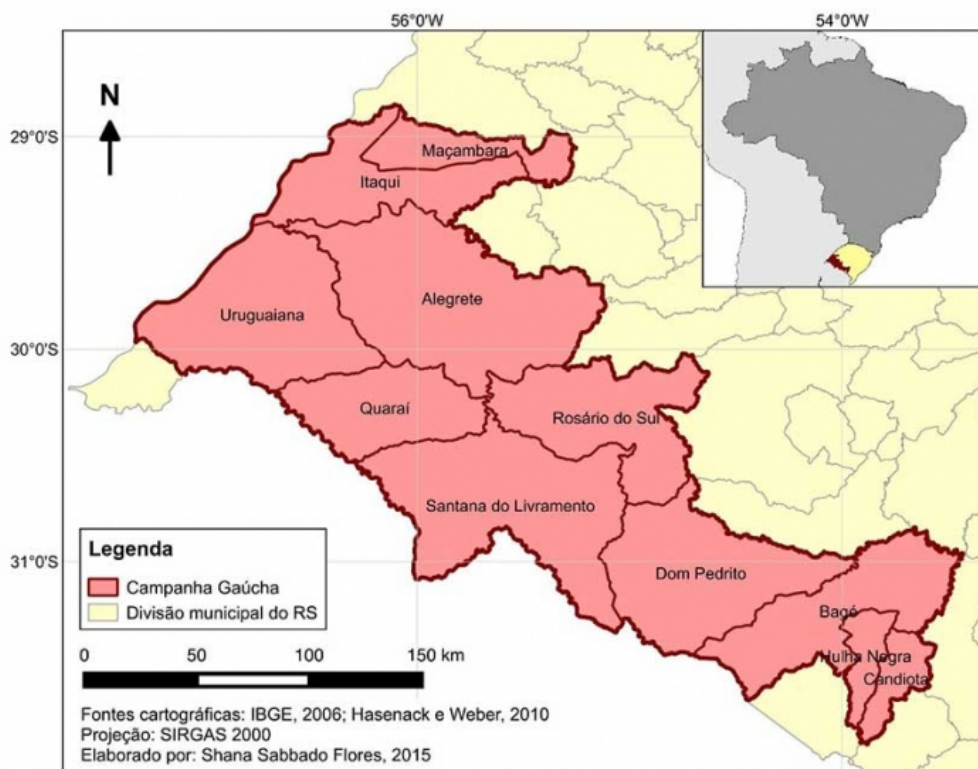 56°0'W
54°0'W
N
29°0'S
Maçambara
Itaqui
Alegrete
Uruguaiana
30°0'S
Quaraí
Rosário do Sul
Santana do Livramento
31°0'S
Dom Pedrito
Bagé
Hulha Negra
Candiota
Legenda
Campanha Gaúcha
Divisão municipal do RS
0 50 100 150 km
Fontes cartográficas: IBGE, 2006; Hasenack e Weber, 2010
Projeção: SIRGAS 2000
Elaborado por: Shana Sabbado Flores, 2015